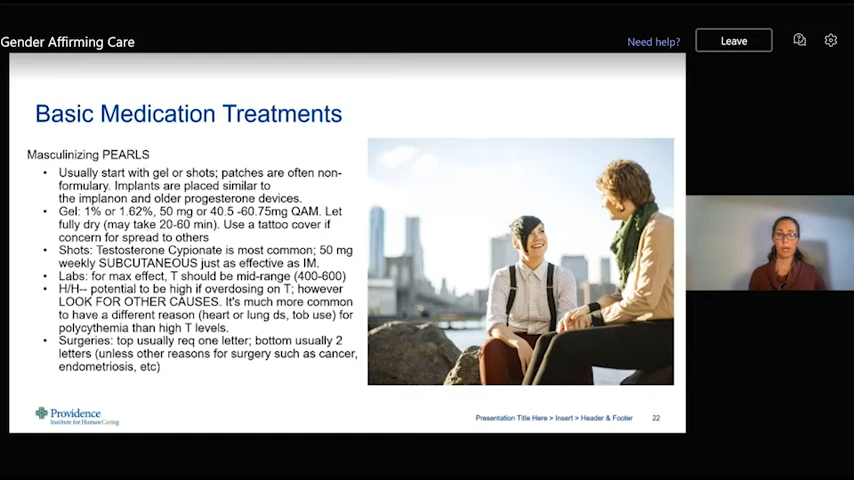 Gender Affirming Care
Need help?
Leave
Basic Medication Treatments
Masculinizing PEARLS
• Usually start with gel or shots; patches are often non-
formulary. Implants are placed similar to
the implanon and older progesterone devices.
• Gel: 1% or 1.62%, 50 mg or 40.5 -60.75mg QAM. Let
fully dry (may take 20-60 min). Use a tattoo cover if
concern for spread to others
• Shots: Testosterone Cypionate is most common; 50 mg
weekly SUBCUTANEOUS just as effective as IM.
• Labs: for max effect, T should be mid-range (400-600)
• H/H-- potential to be high if overdosing on T; however
LOOK FOR OTHER CAUSES. It's much more common
to have a different reason (heart or lung ds, tob use) for
polycythemia than high T levels.
• Surgeries: top usually req one letter; bottom usually 2
letters (unless other reasons for surgery such as cancer,
endometriosis, etc)
Providence
Institute for Human Caring
Presentation Title Here > Insert > Header & Footer
22